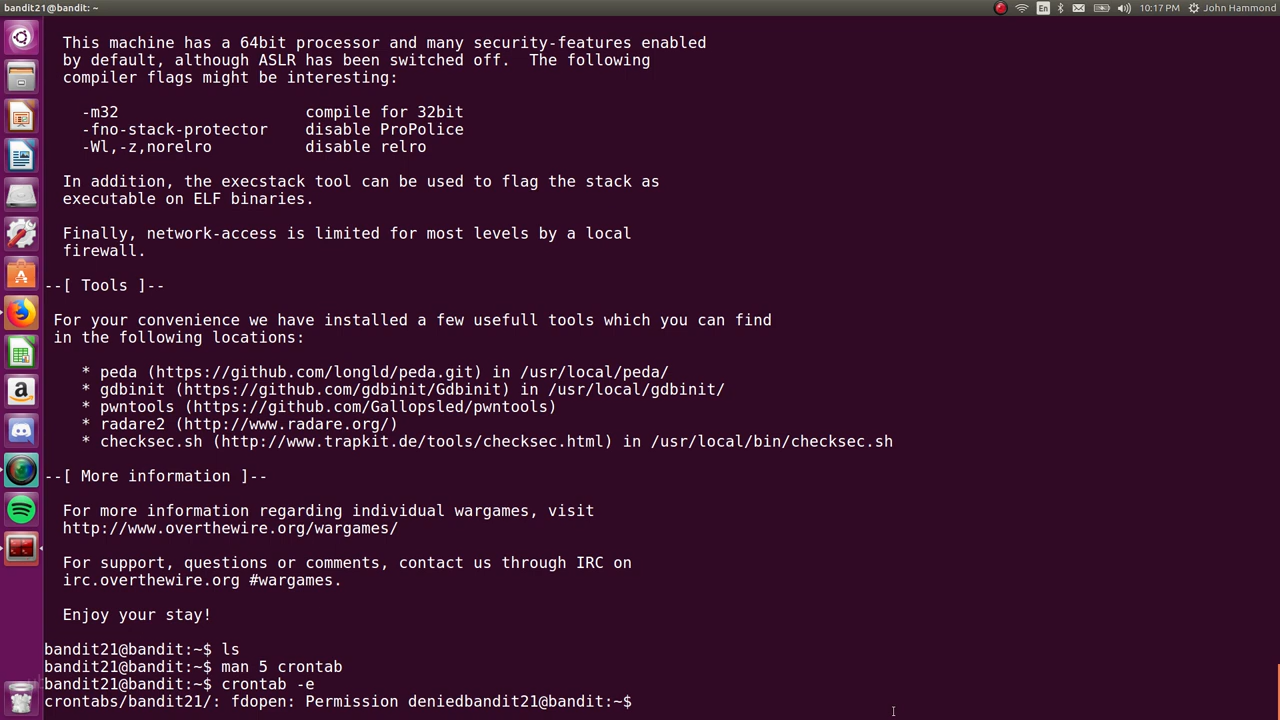 bandit21@bandit: ~
En
10:17 PM
John Hammond
This machine has a 64bit processor and many security-features enabled
by default, although ASLR has been switched off.  The following
compiler flags might be interesting:
-m32                    compile for 32bit
-fno-stack-protector    disable ProPolice
-Wl,-z,norelro          disable relro
In addition, the execstack tool can be used to flag the stack as
executable on ELF binaries.
Finally, network-access is limited for most levels by a local
firewall.
--[ Tools ]--
For your convenience we have installed a few usefull tools which you can find
in the following locations:
* peda (https://github.com/longld/peda.git) in /usr/local/peda/
* gdbinit (https://github.com/gdbinit/Gdbinit) in /usr/local/gdbinit/
* pwntools (https://github.com/Gallopsled/pwntools)
* radare2 (http://www.radare.org/)
* checksec.sh (http://www.trapkit.de/tools/checksec.html) in /usr/local/bin/checksec.sh
--[ More information ]--
For more information regarding individual wargames, visit
http://www.overthewire.org/wargames/
For support, questions or comments, contact us through IRC on
irc.overthewire.org #wargames.
Enjoy your stay!
bandit21@bandit:~$ ls
bandit21@bandit:~$ man 5 crontab
bandit21@bandit:~$ crontab -e
crontabs/bandit21/: fdopen: Permission deniedbandit21@bandit:~$